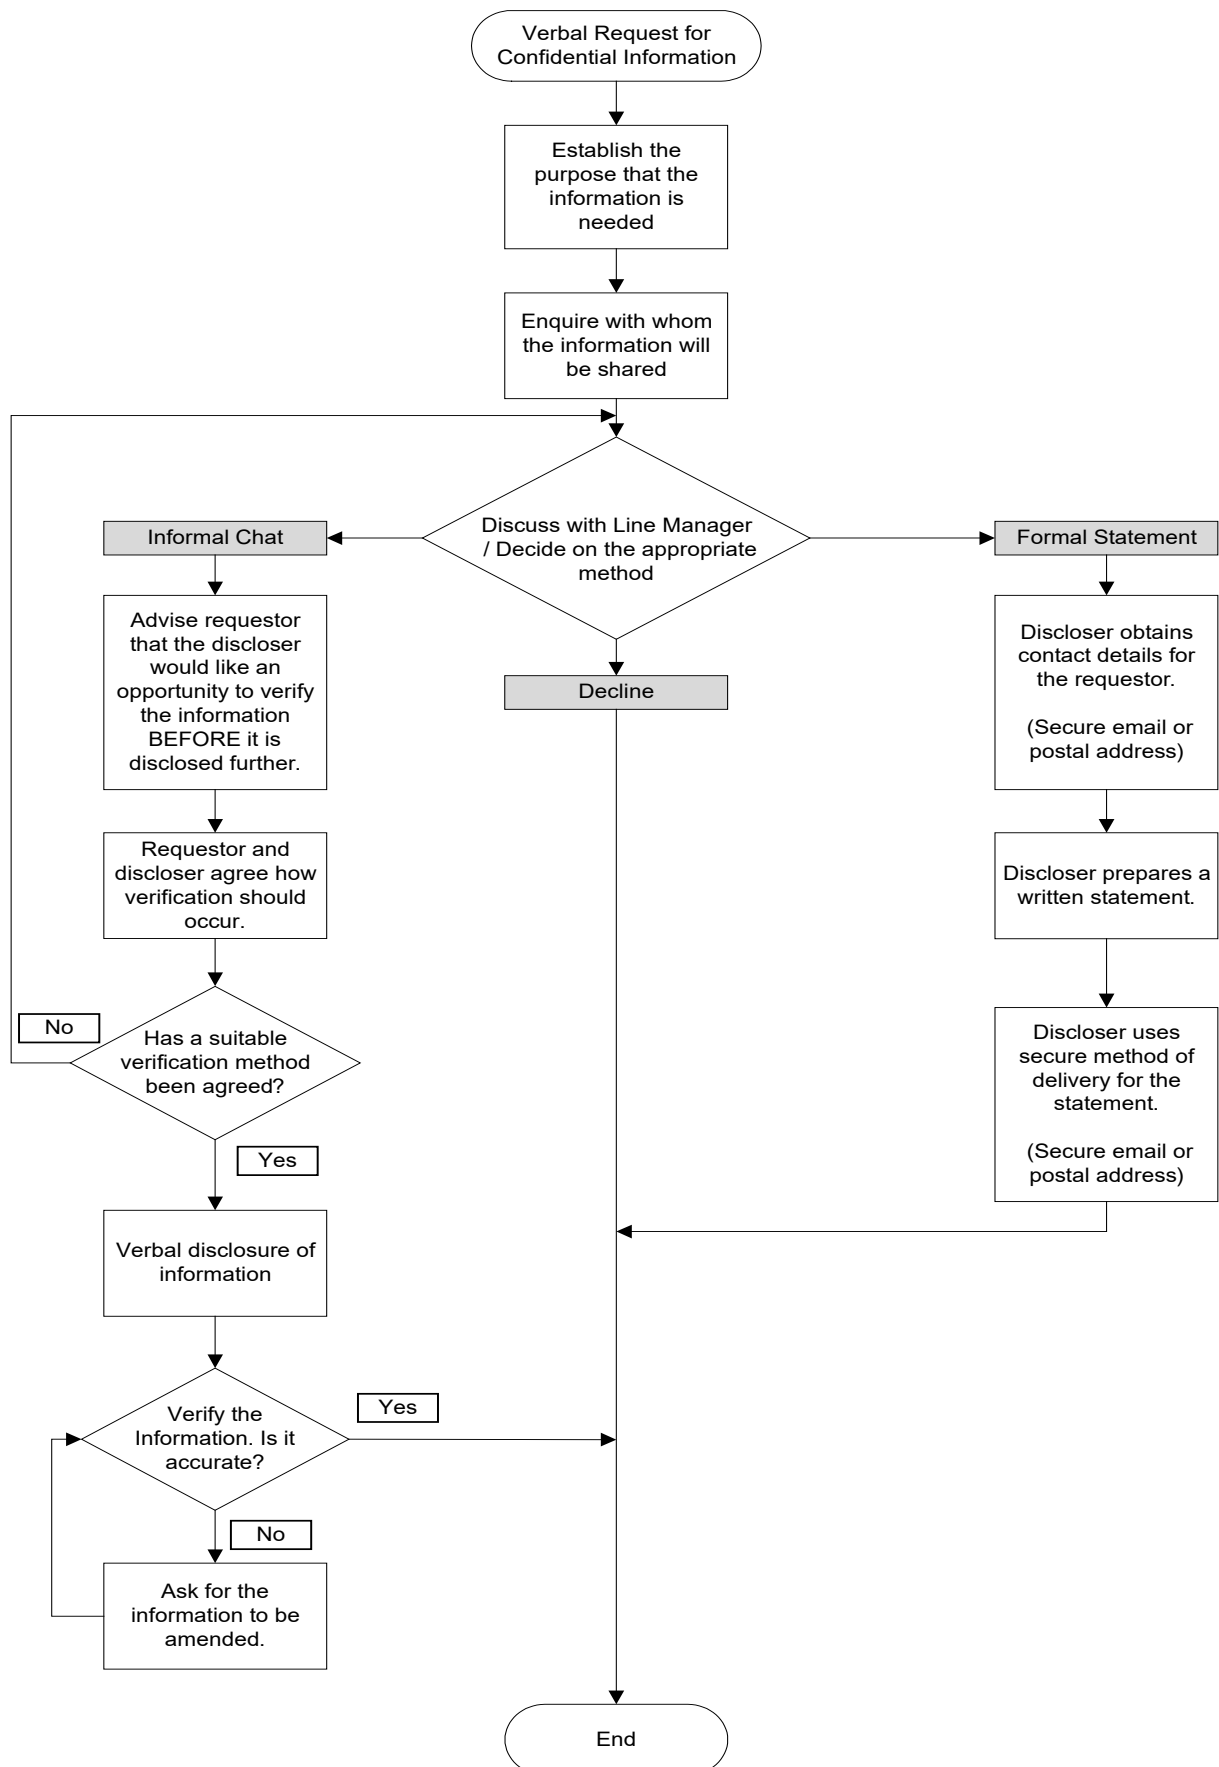 Verbal Request for
Confidential Information
Establish the
purpose that the
information is
needed
Enquire with whom
the information will
be shared
Discuss with Line Manager
/ Decide on the appropriate
method
Informal Chat
Advise requestor
that the discloser
would like an
opportunity to verify
the information
BEFORE it is
disclosed further.
Requestor and
discloser agree how
verification should
occur.
Has a suitable
verification method
been agreed?
No
Yes
Verbal disclosure of
information
Verify the
Information. Is it
accurate?
Yes
No
Ask for the
information to be
amended.
Decline
Formal Statement
Discloser obtains
contact details for
the requestor.
(Secure email or
postal address)
Discloser prepares a
written statement.
Discloser uses
secure method of
delivery for the
statement.
(Secure email or
postal address)
End